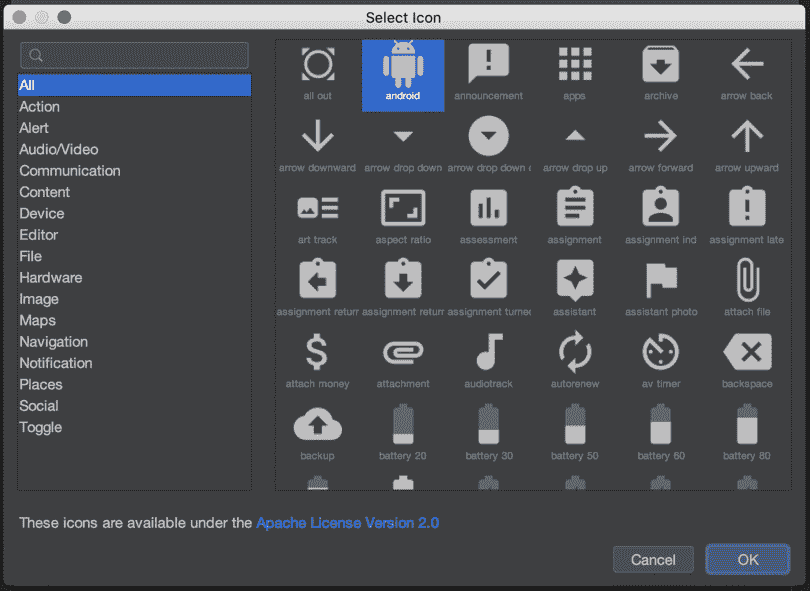 Select Icon
All
Action
Alert
Audio/Video
Communication
Content
Device
Editor
File
Hardware
Image
Maps
Navigation
Notification
Places
Social
Toggle
all out android announcement apps archive arrow back
arrow downward arrow drop down arrow drop down arrow drop up arrow forward arrow upward
art track aspect ratio assessment assignment assignment ind assignment late
assignment returr assignment returr assignment turne assistant assistant photo attach file
attach money attachment audiotrack autorenew av timer backspace
backup battery 20 battery 30 battery 50 battery 60 battery 80
These icons are available under the Apache License Version 2.0
Cancel OK